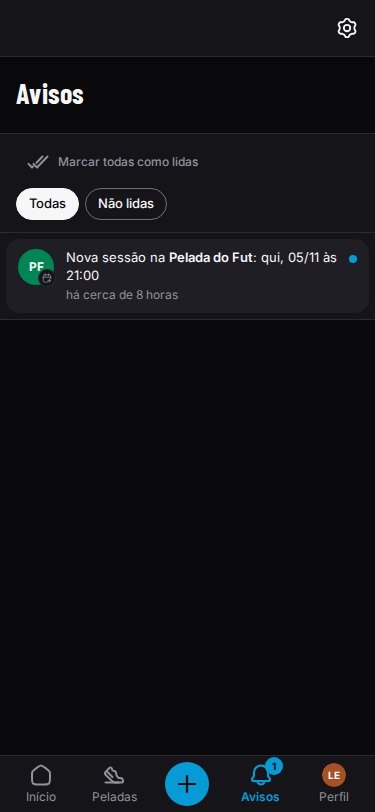 Avisos
Marcar todas como lidas
Todas
Não lidas
PF
Nova sessão na Pelada do Fut: qui, 05/11 às
21:00
há cerca de 8 horas
1
LE
Início
Peladas
Avisos
Perfil